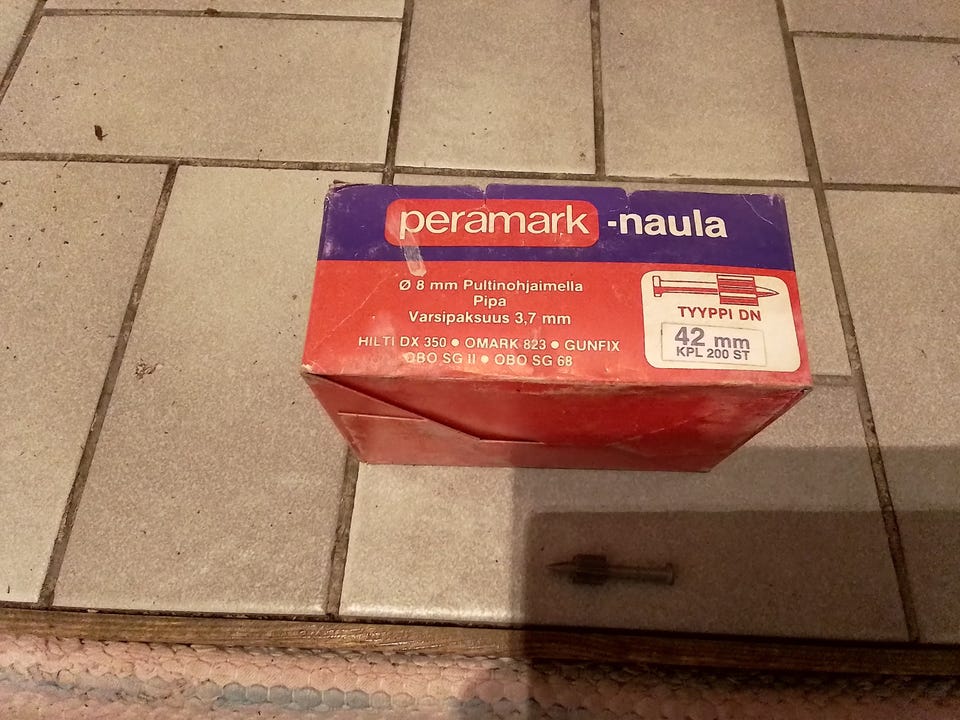 peramark -naula
Ø 8 mm Pultinohjaimella
Pipa
Varsipaksuus 3,7 mm
HILTI DX 350 ● OMARK 823 ● GUNFIX
OBO SG II ● OBO SG 68
TYYPPI DN
42 mm
KPL 200 ST